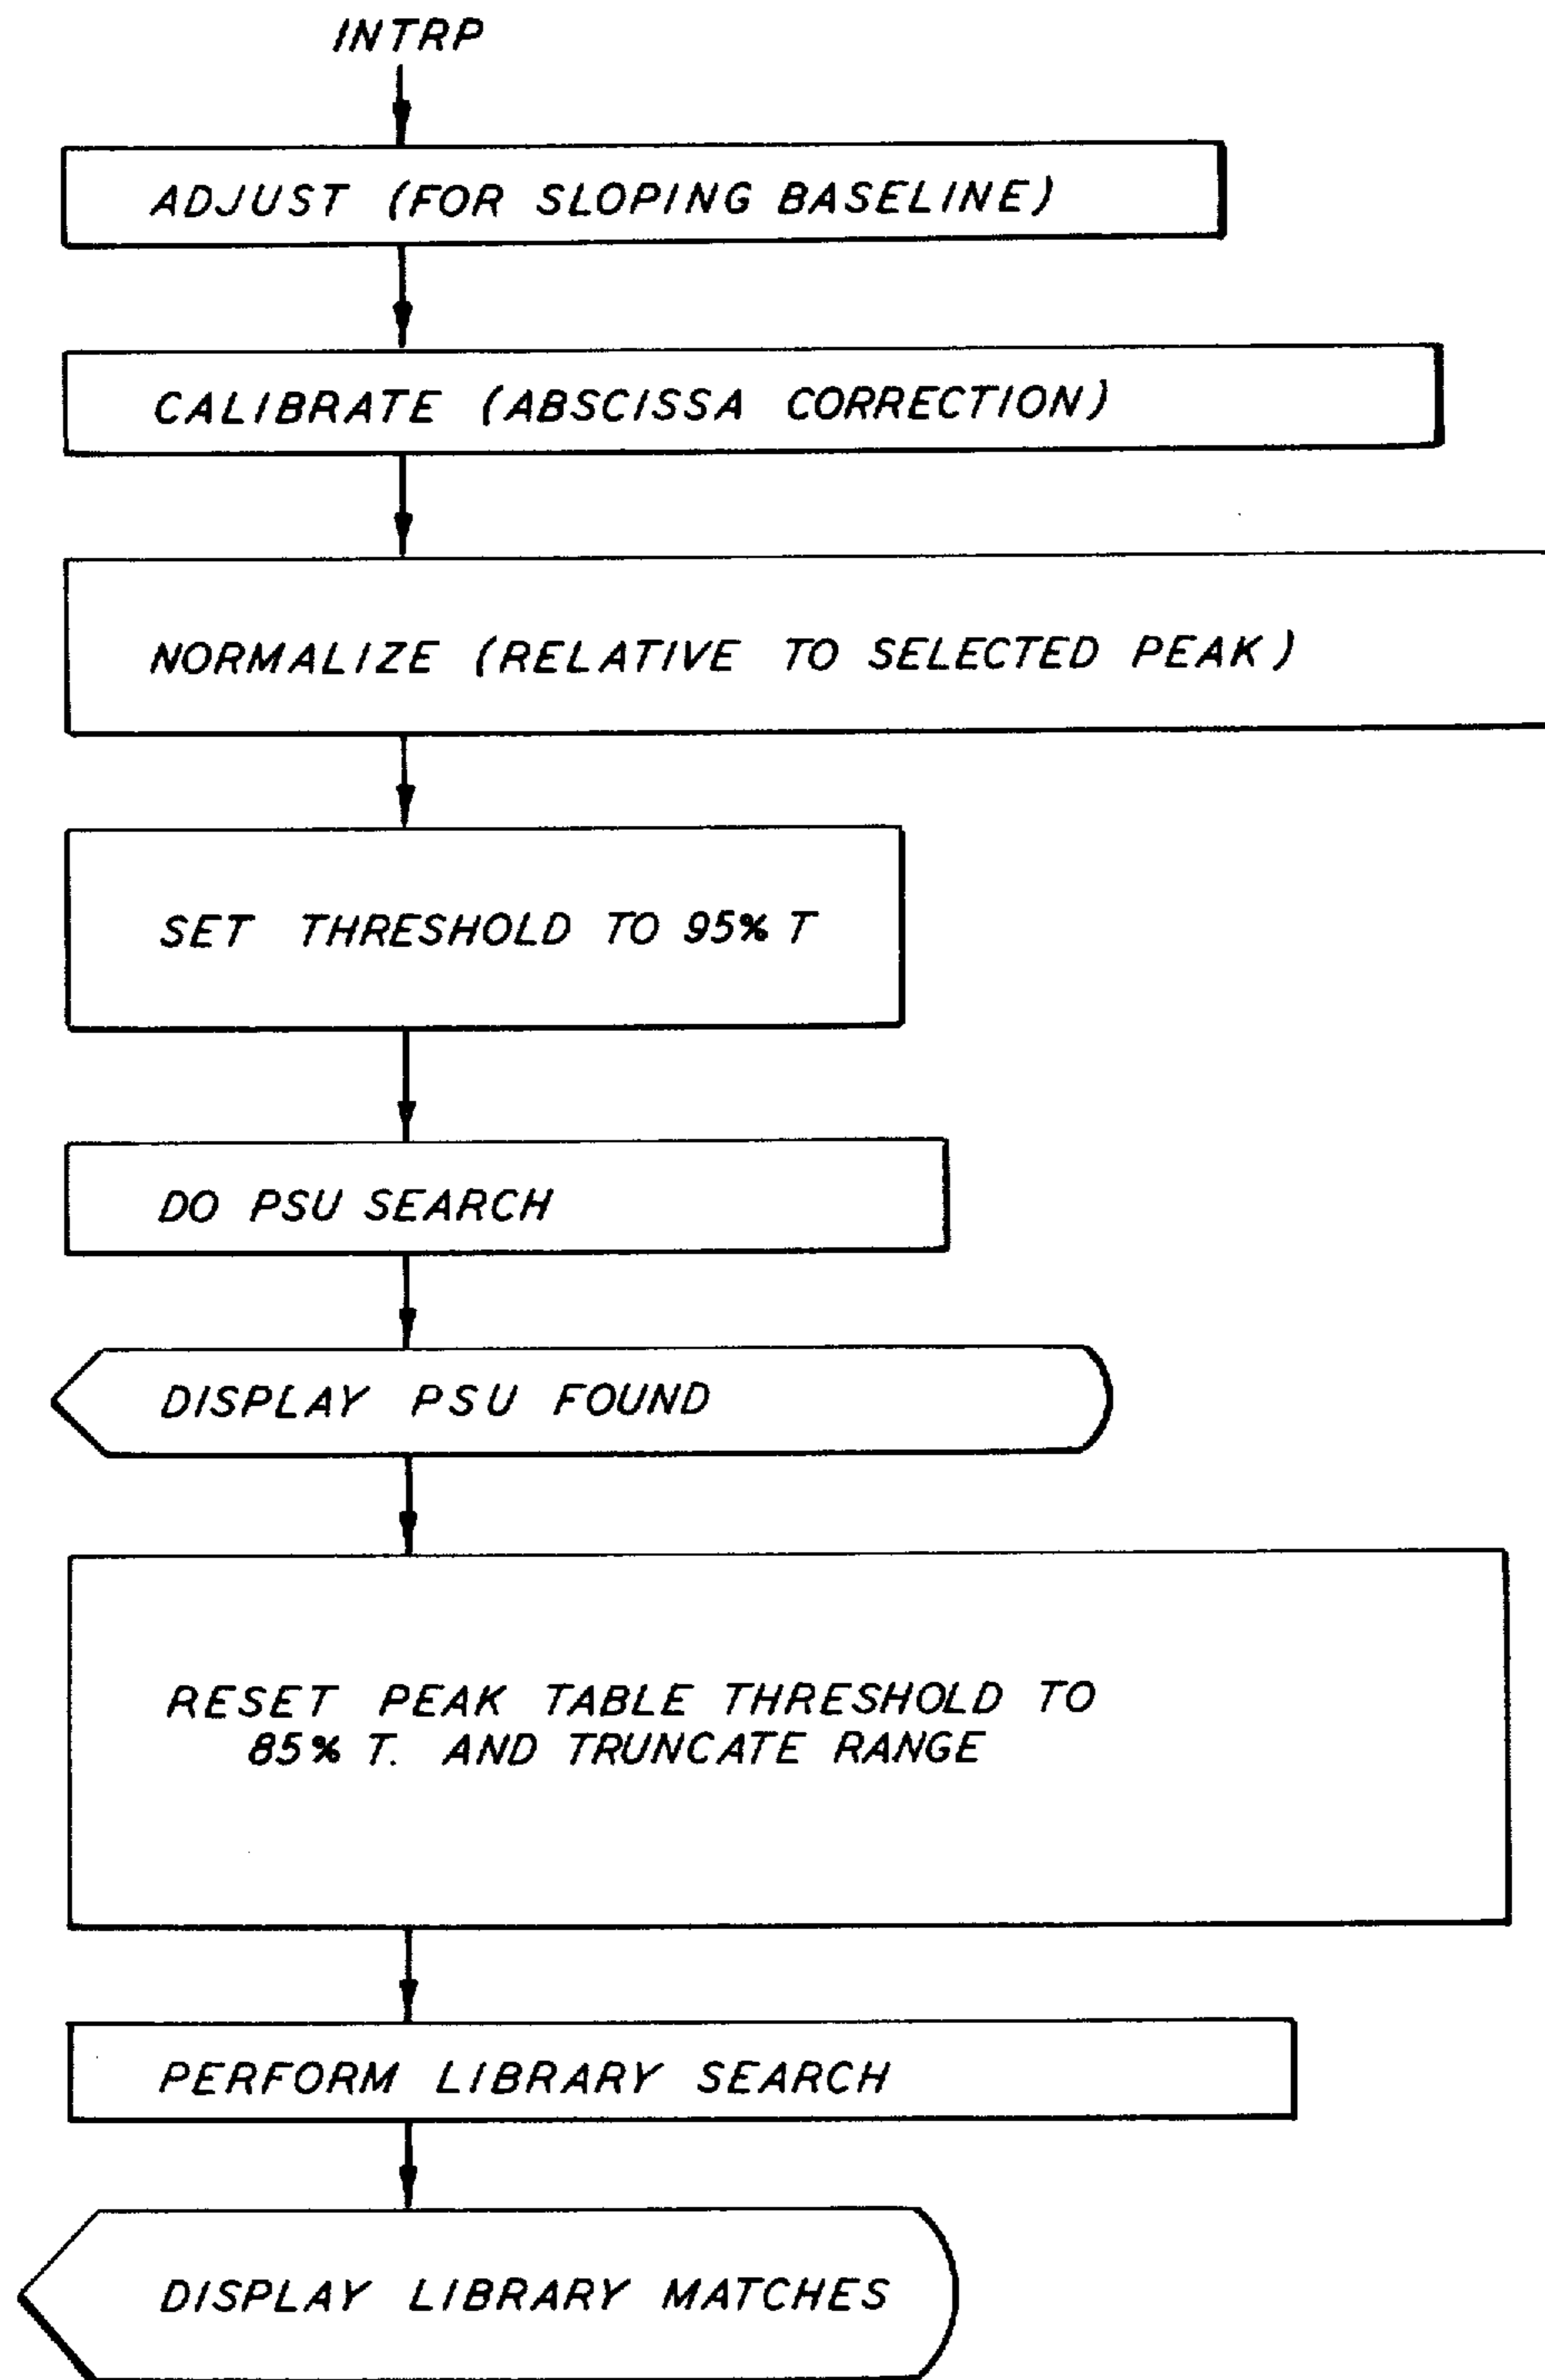 INTRP
ADJUST (FOR SLOPING BASELINE)
CALIBRATE (ABSCISSA CORRECTION)
NORMALIZE (RELATIVE TO SELECTED PEAK)
SET THRESHOLD TO 95% T
DO PSU SEARCH
DISPLAY PSU FOUND
RESET PEAK TABLE THRESHOLD TO
85% T. AND TRUNCATE RANGE
PERFORM LIBRARY SEARCH
DISPLAY LIBRARY MATCHES